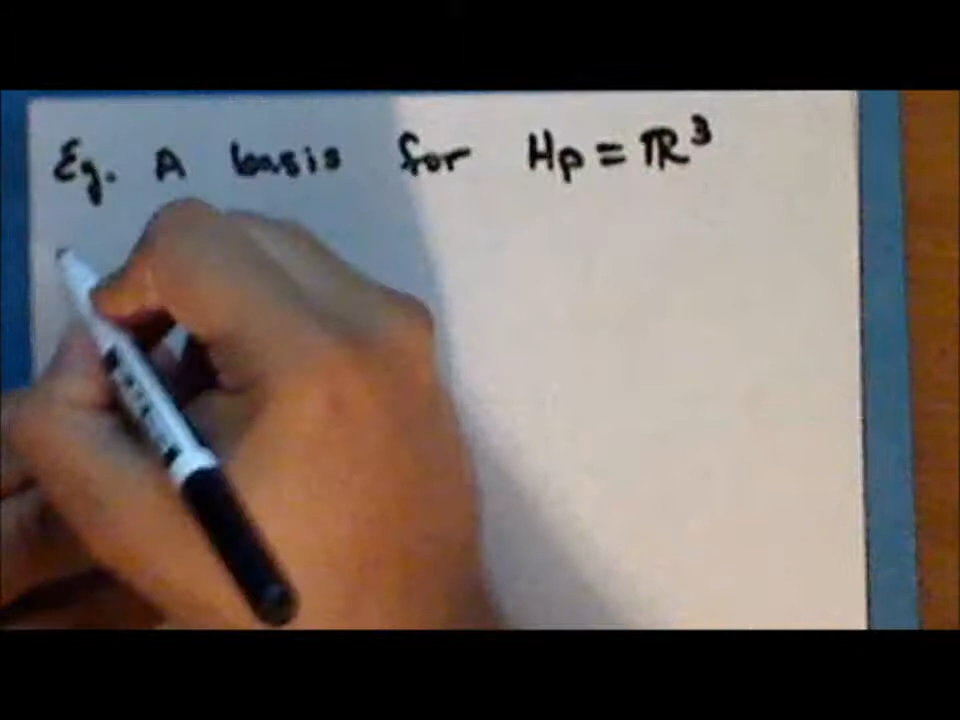 Eg. A basis for Hp = ℝ³